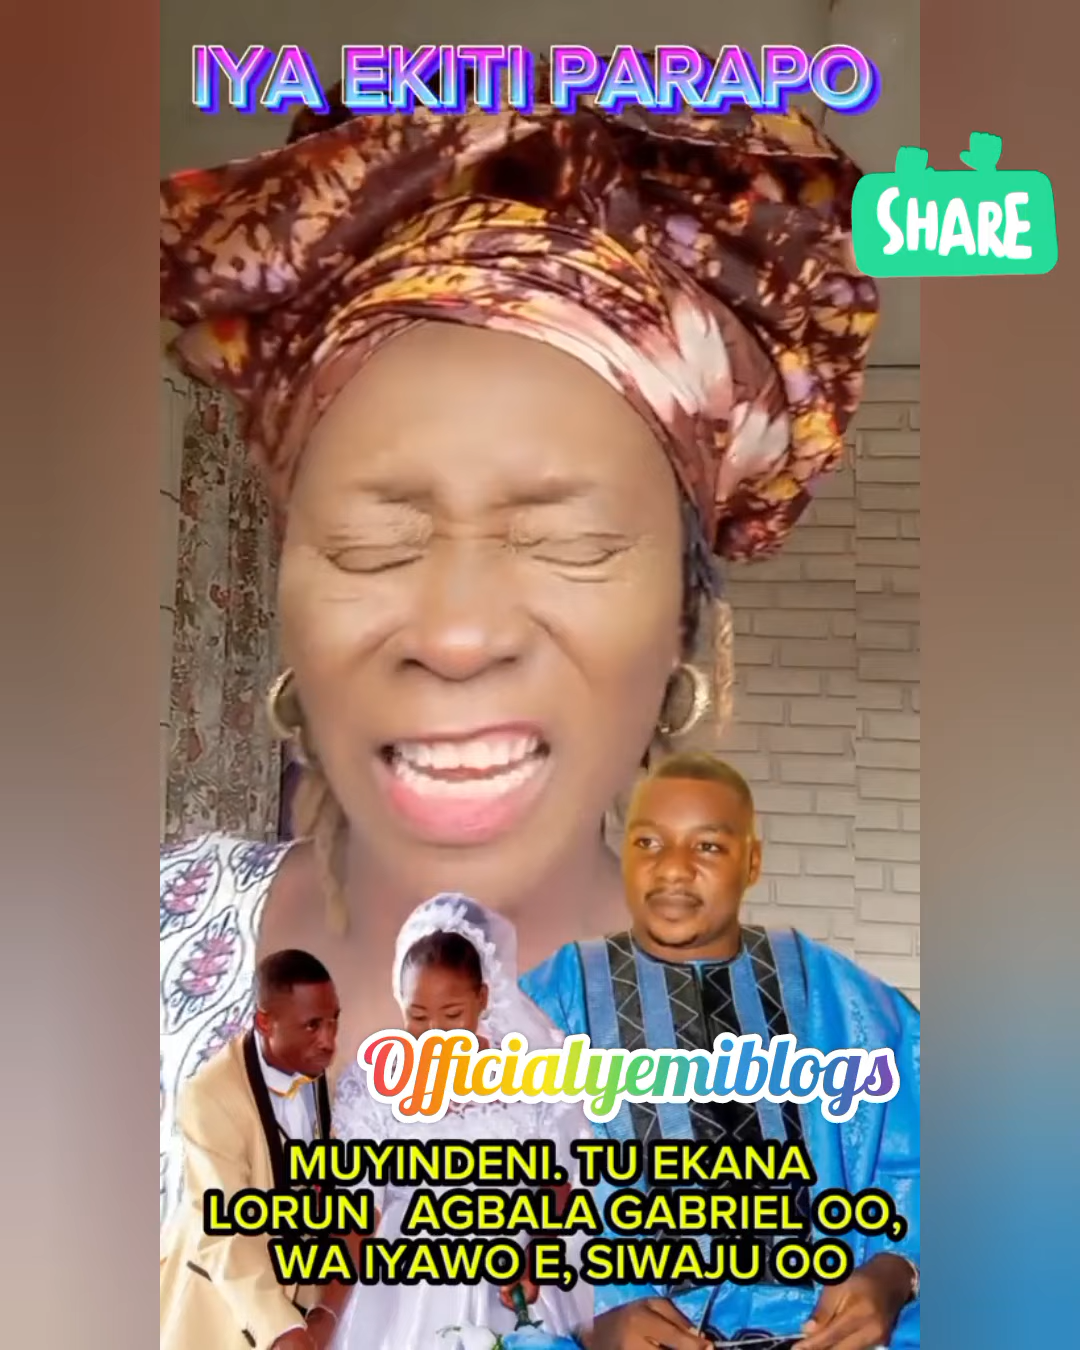 IYA EKITI PARAPO
SHARE
Officialyemiblogs
MUYINDENI. TU EKANA
LORUN AGBALA GABRIEL OO,
WA IYAWO E, SIWAJU OO